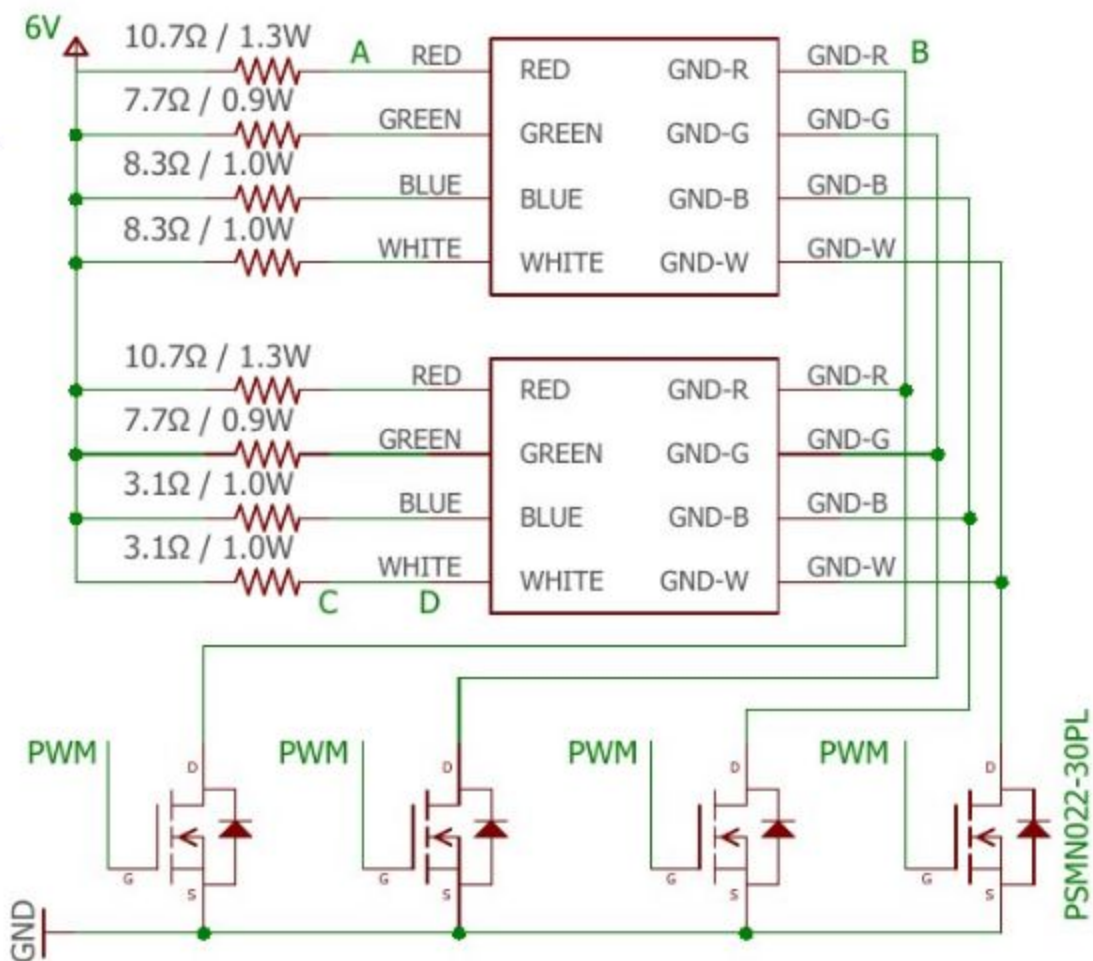 6V
10.7Ω / 1.3W A RED RED GND-R GND-R B
7.7Ω / 0.9W GREEN GREEN GND-G GND-G
8.3Ω / 1.0W BLUE BLUE GND-B GND-B
8.3Ω / 1.0W WHITE WHITE GND-W GND-W
10.7Ω / 1.3W RED RED GND-R GND-R
7.7Ω / 0.9W GREEN GREEN GND-G GND-G
3.1Ω / 1.0W BLUE BLUE GND-B GND-B
3.1Ω / 1.0W WHITE WHITE GND-W GND-W
C D
PWM PWM PWM PWM
D D D D
G G G G
S S S S
PSMN022-30PL
GND